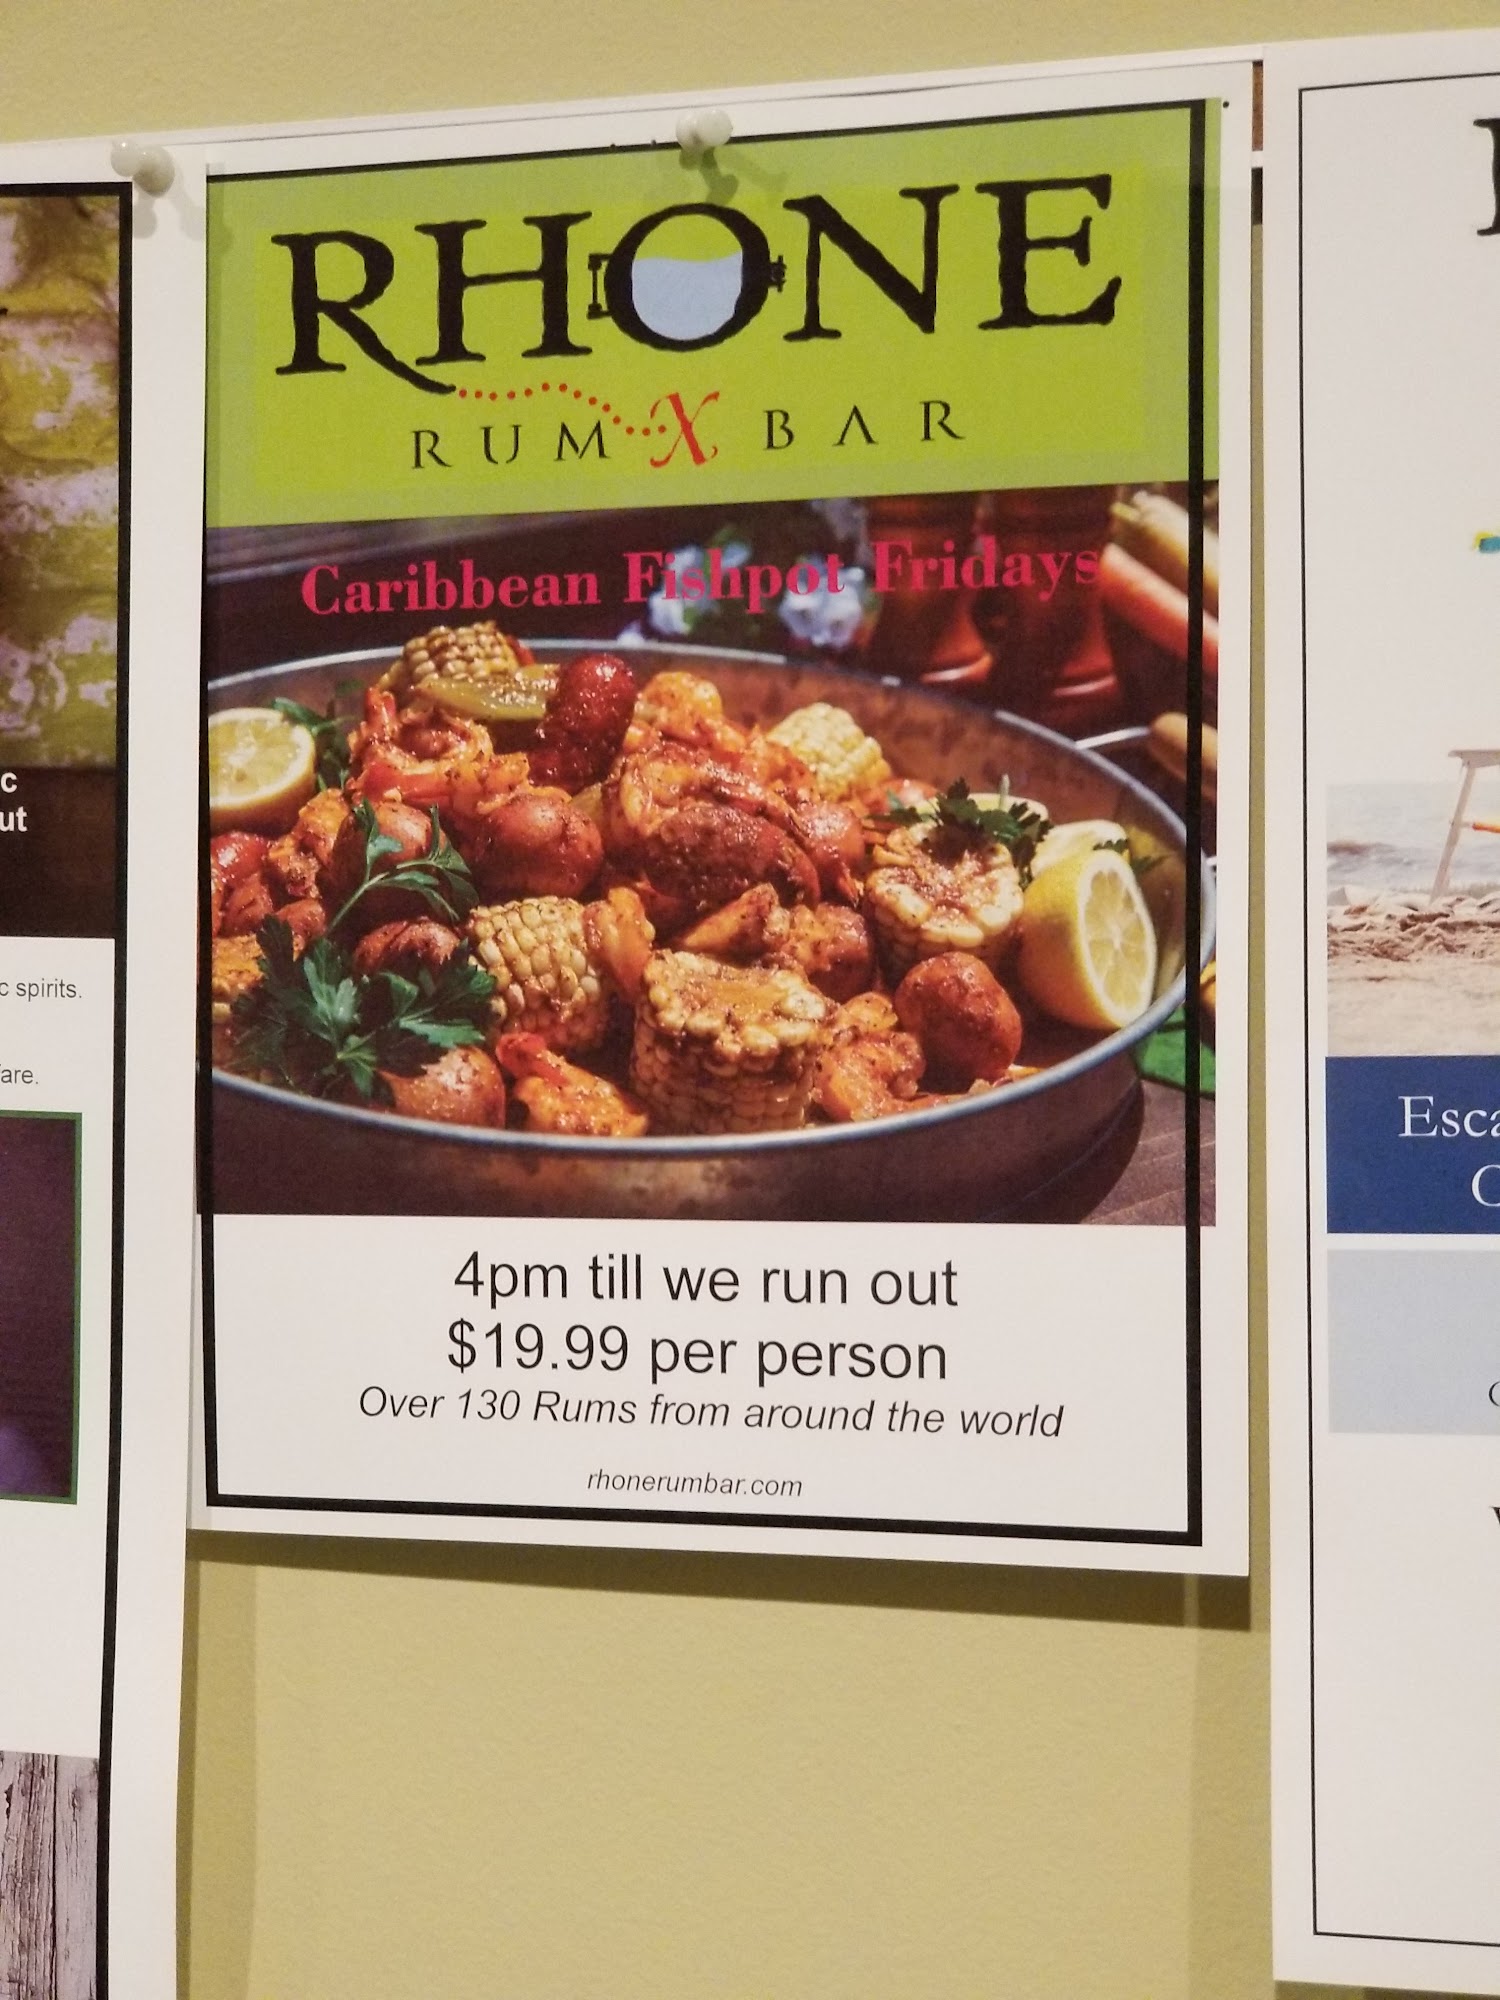 RHONE
RUM X BAR
Caribbean Fishpot Fridays
4pm till we run out
$19.99 per person
Over 130 Rums from around the world
rhonerumbar.com
c
ut
c spirits.
are.
Esca